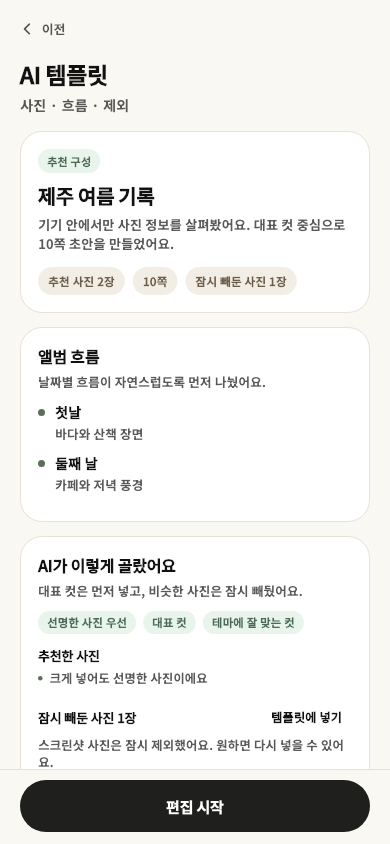 이전
AI 템플릿
사진 · 흐름 · 제외
추천 구성
제주 여름 기록
기기 안에서만 사진 정보를 살펴봤어요. 대표 컷 중심으로
10쪽 초안을 만들었어요.
추천 사진 2장 10쪽 잠시 빼둔 사진 1장
앨범 흐름
날짜별 흐름이 자연스럽도록 먼저 나눴어요.
첫날
바다와 산책 장면
둘째 날
카페와 저녁 풍경
AI가 이렇게 골랐어요
대표 컷은 먼저 넣고, 비슷한 사진은 잠시 빼뒀어요.
선명한 사진 우선 대표 컷 테마에 잘 맞는 컷
추천한 사진
• 크게 넣어도 선명한 사진이에요
잠시 빼둔 사진 1장 템플릿에 넣기
스크린샷 사진은 잠시 제외했어요. 원하면 다시 넣을 수 있어
요.
편집 시작